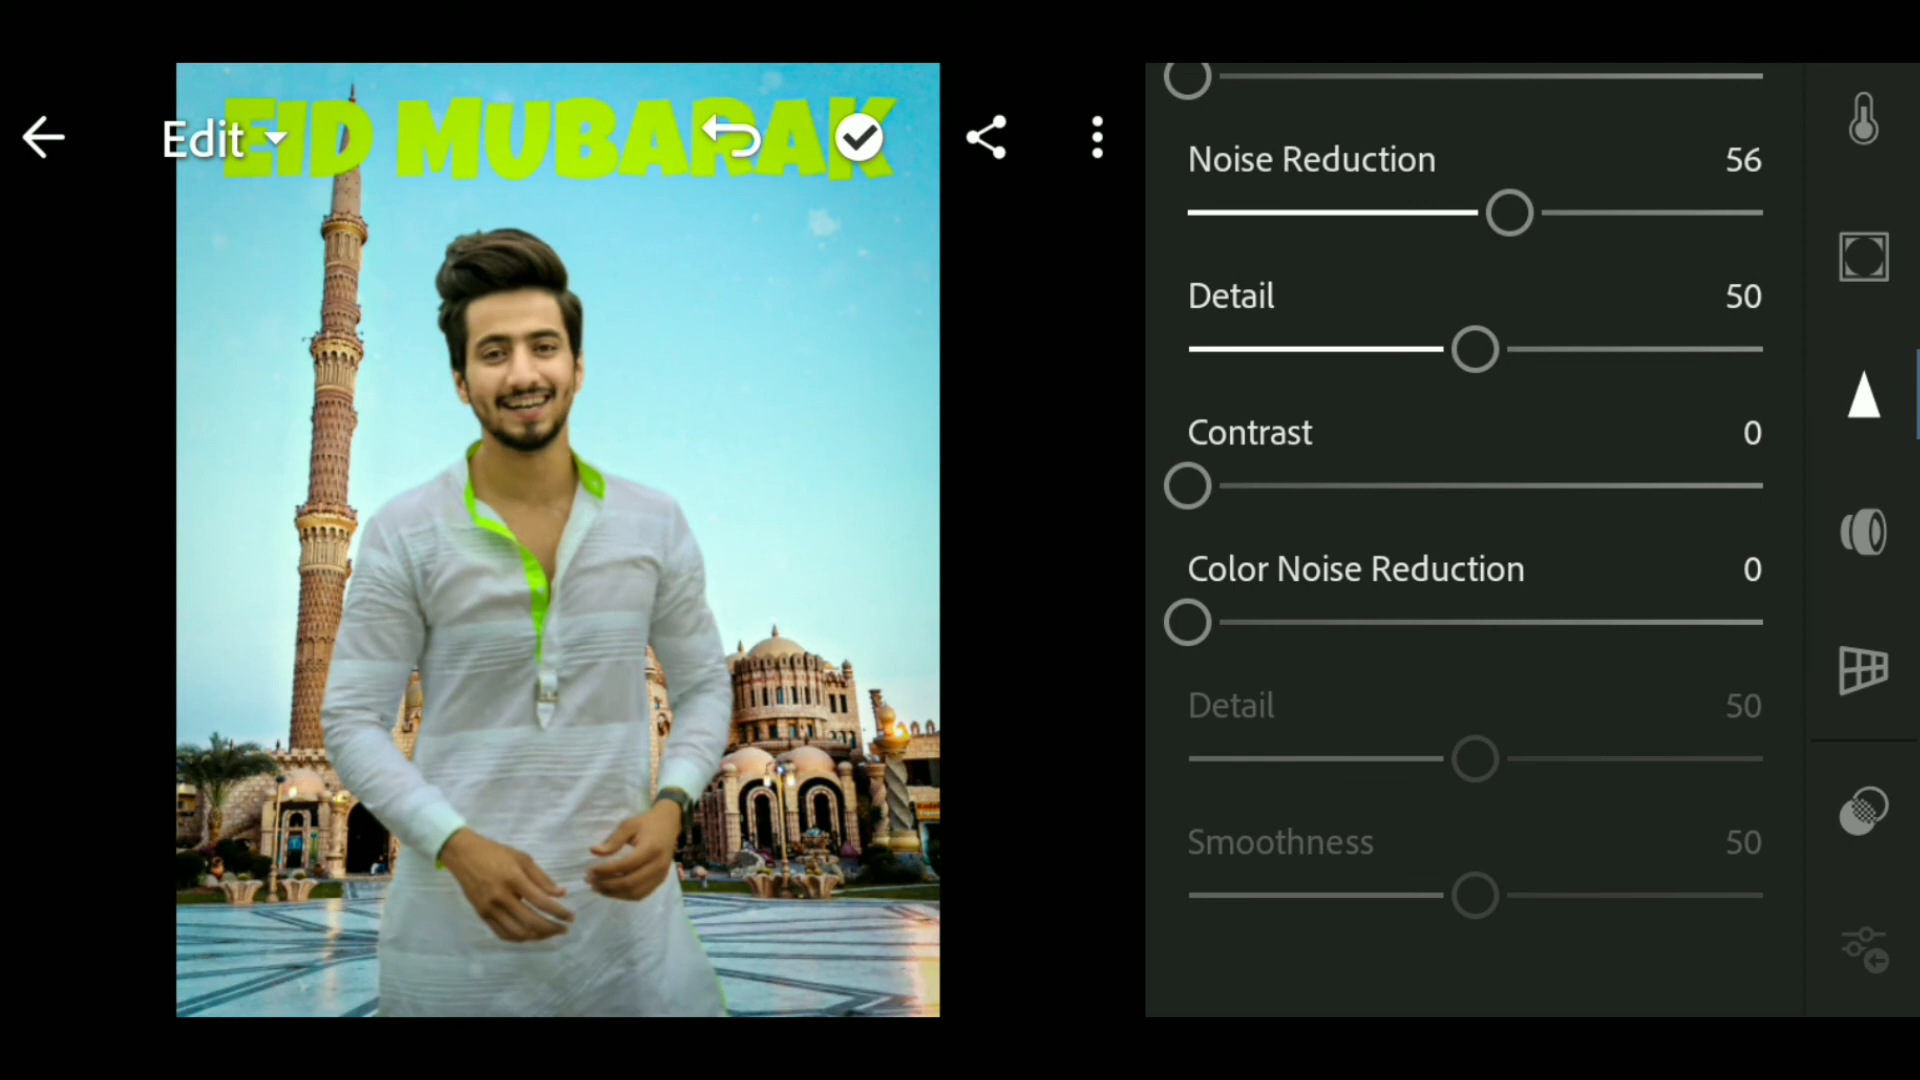 EID MUBARAK
Edit
Noise Reduction 56
Detail 50
Contrast 0
Color Noise Reduction 0
Detail 50
Smoothness 50